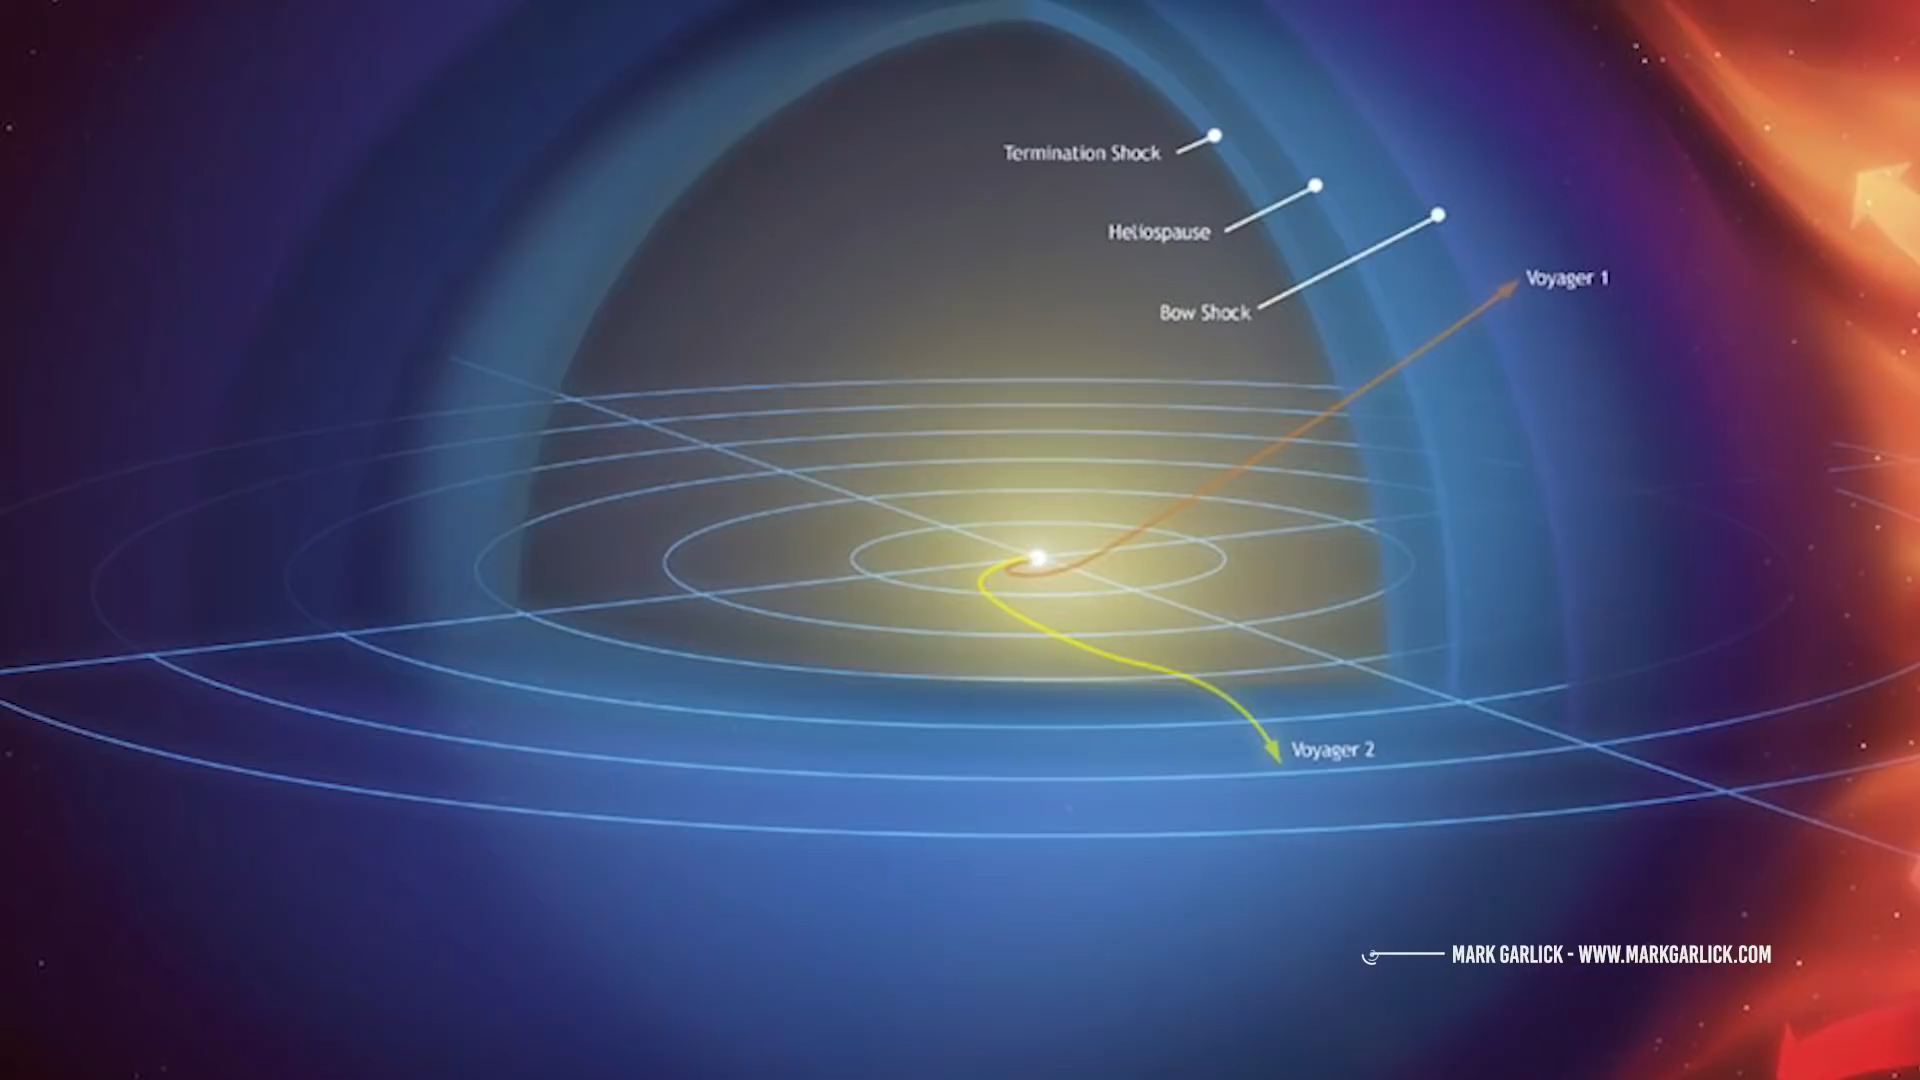 Termination Shock
Heliospause
Bow Shock
Voyager 1
Voyager 2
MARK GARLICK - WWW.MARKGARLICK.COM